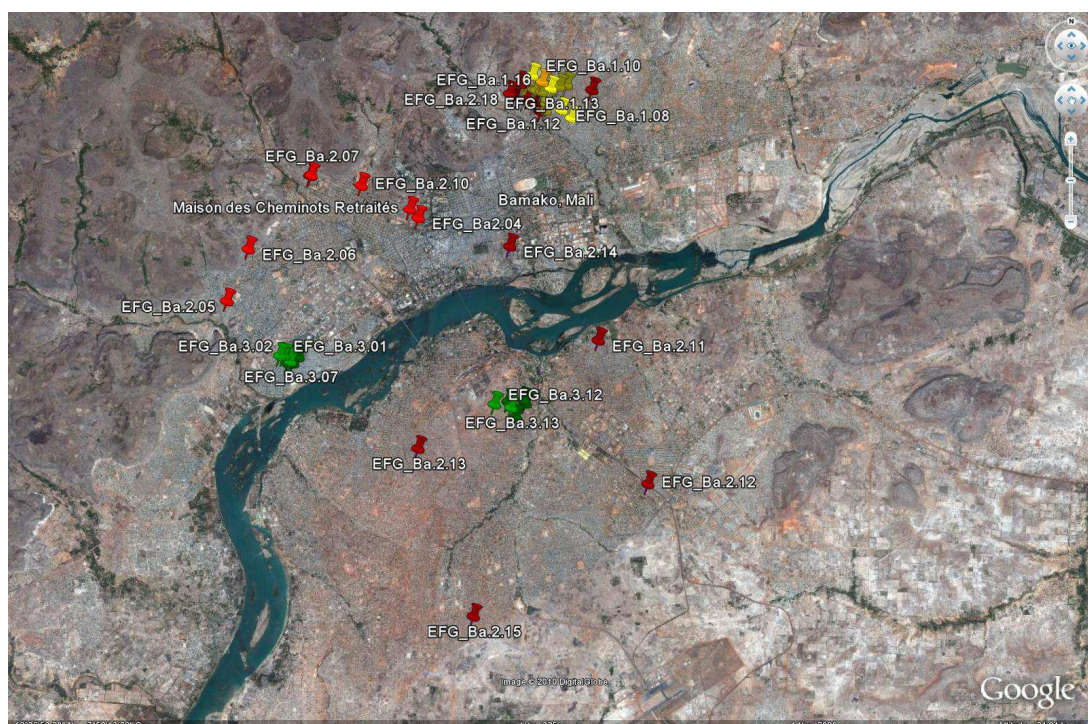 N
EFG_Ba.1.10
EFG_Ba.1.16
EFG_Ba.2.18
EFG_Ba.1.13
EFG_Ba.1.08
EFG_Ba.1.12
EFG_Ba.2.07
EFG_Ba.2.10
Maison des Cheminots Retraités
Bamako, Mali
EFG_Ba2.04
EFG_Ba.2.06
EFG_Ba.2.14
EFG_Ba.2.05
EFG_Ba.3.02
EFG_Ba.3.01
EFG_Ba.2.11
EFG_Ba.3.07
EFG_Ba.3.12
EFG_Ba.3.13
EFG_Ba.2.13
EFG_Ba.2.12
EFG_Ba.2.15
Image © 2010 DigitalGlobe
Google